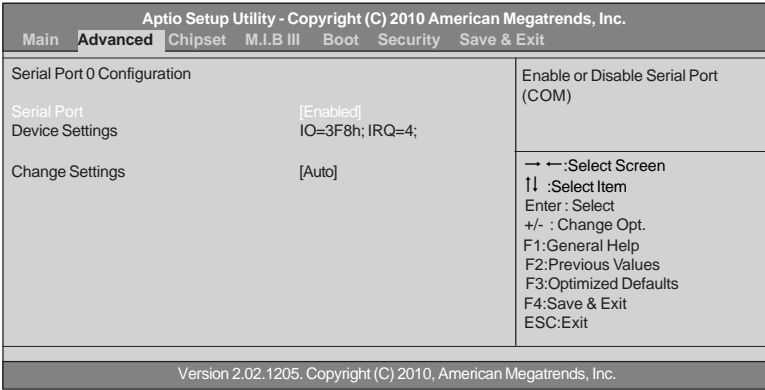 Aptio Setup Utility - Copyright (C) 2010 American Megatrends, Inc.
Main Advanced Chipset M.I.B III Boot Security Save & Exit
Serial Port 0 Configuration
Serial Port [Enabled]
Device Settings IO=3F8h; IRQ=4;
Change Settings [Auto]
Enable or Disable Serial Port
(COM)
→ ←:Select Screen
↑↓ :Select Item
Enter : Select
+/- : Change Opt.
F1:General Help
F2:Previous Values
F3:Optimized Defaults
F4:Save & Exit
ESC:Exit
Version 2.02.1205. Copyright (C) 2010, American Megatrends, Inc.